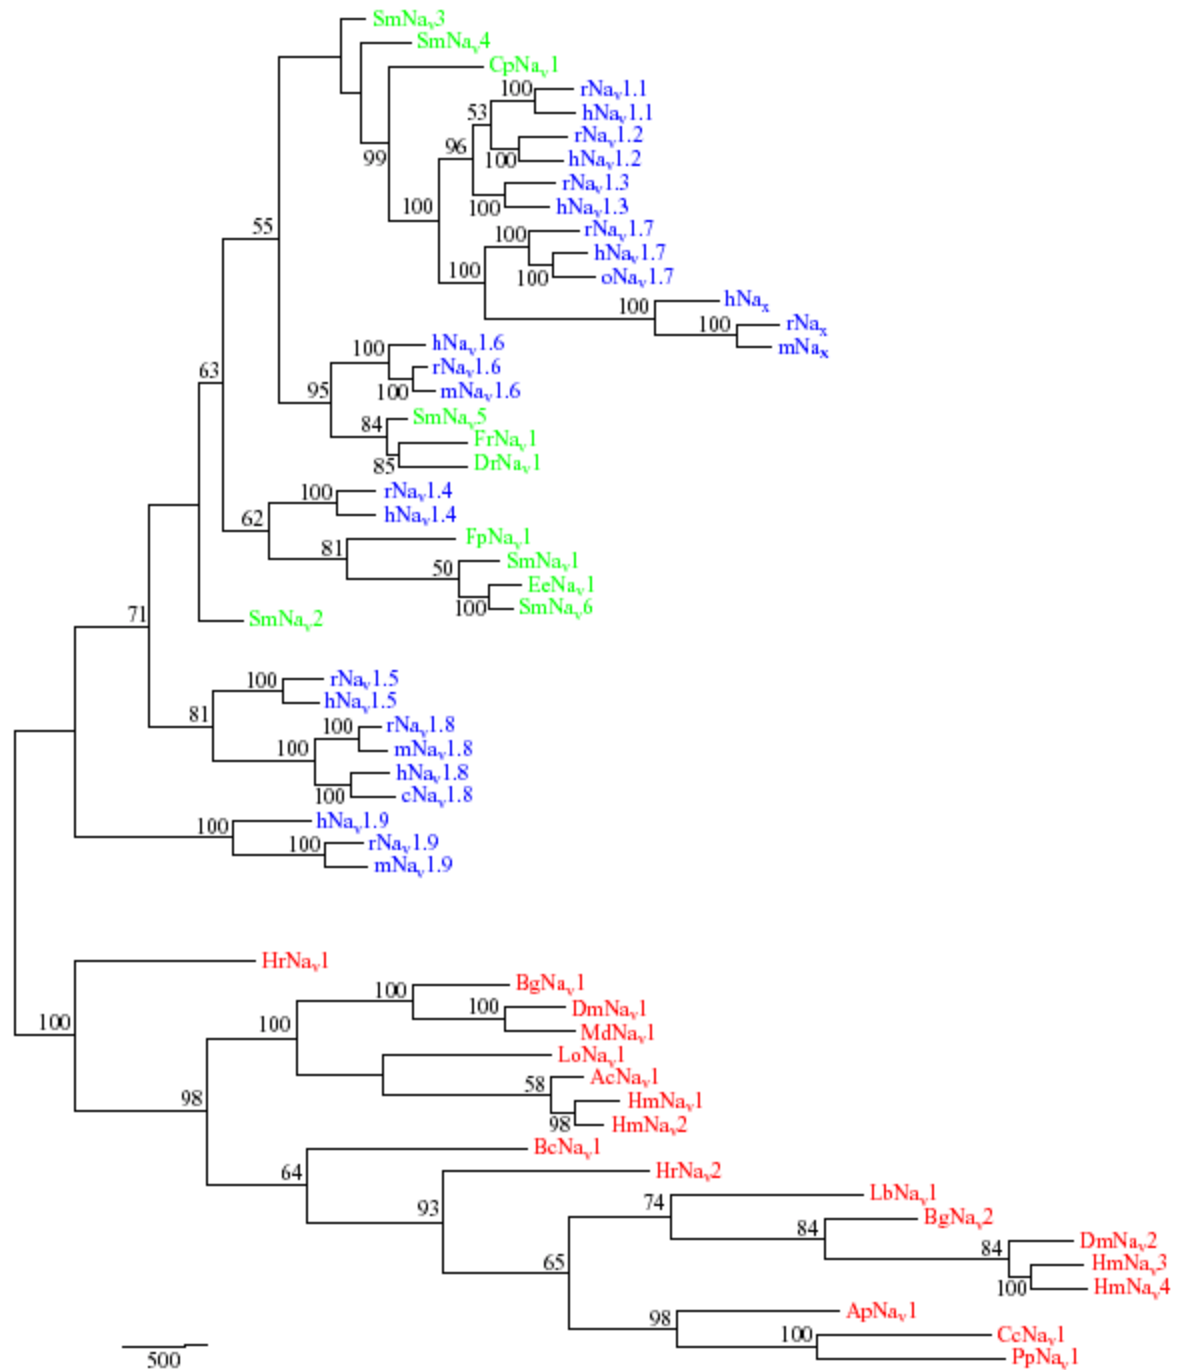 SmNav3
SmNav4
CpNav1
100 rNav1.1
53 hNav1.1
rNav1.2
96 100 hNav1.2
99 rNav1.3
100 100 hNav1.3
55 100 rNav1.7
hNav1.7
100 100 oNav1.7
100 hNax
100 rNax
mNax
100 hNav1.6
63 rNav1.6
95 100 mNav1.6
84 SmNav5
FrNav1
85 DrNav1
100 rNav1.4
62 hNav1.4
81 FpNav1
50 SmNav1
EeNav1
100 SmNav6
71 SmNav2
100 rNav1.5
81 hNav1.5
100 rNav1.8
100 mNav1.8
hNav1.8
100 cNav1.8
100 hNav1.9
100 rNav1.9
mNav1.9
HrNav1
100 BgNav1
100 DmNav1
100 100 MdNav1
LoNav1
58 AcNav1
98 HmNav1
98 HmNav2
BcNav1
64 HrNav2
74 LbNav1
93 BgNav2
84 DmNav2
84 HmNav3
65 100 HmNav4
98 ApNav1
100 CcNav1
PpNav1
500